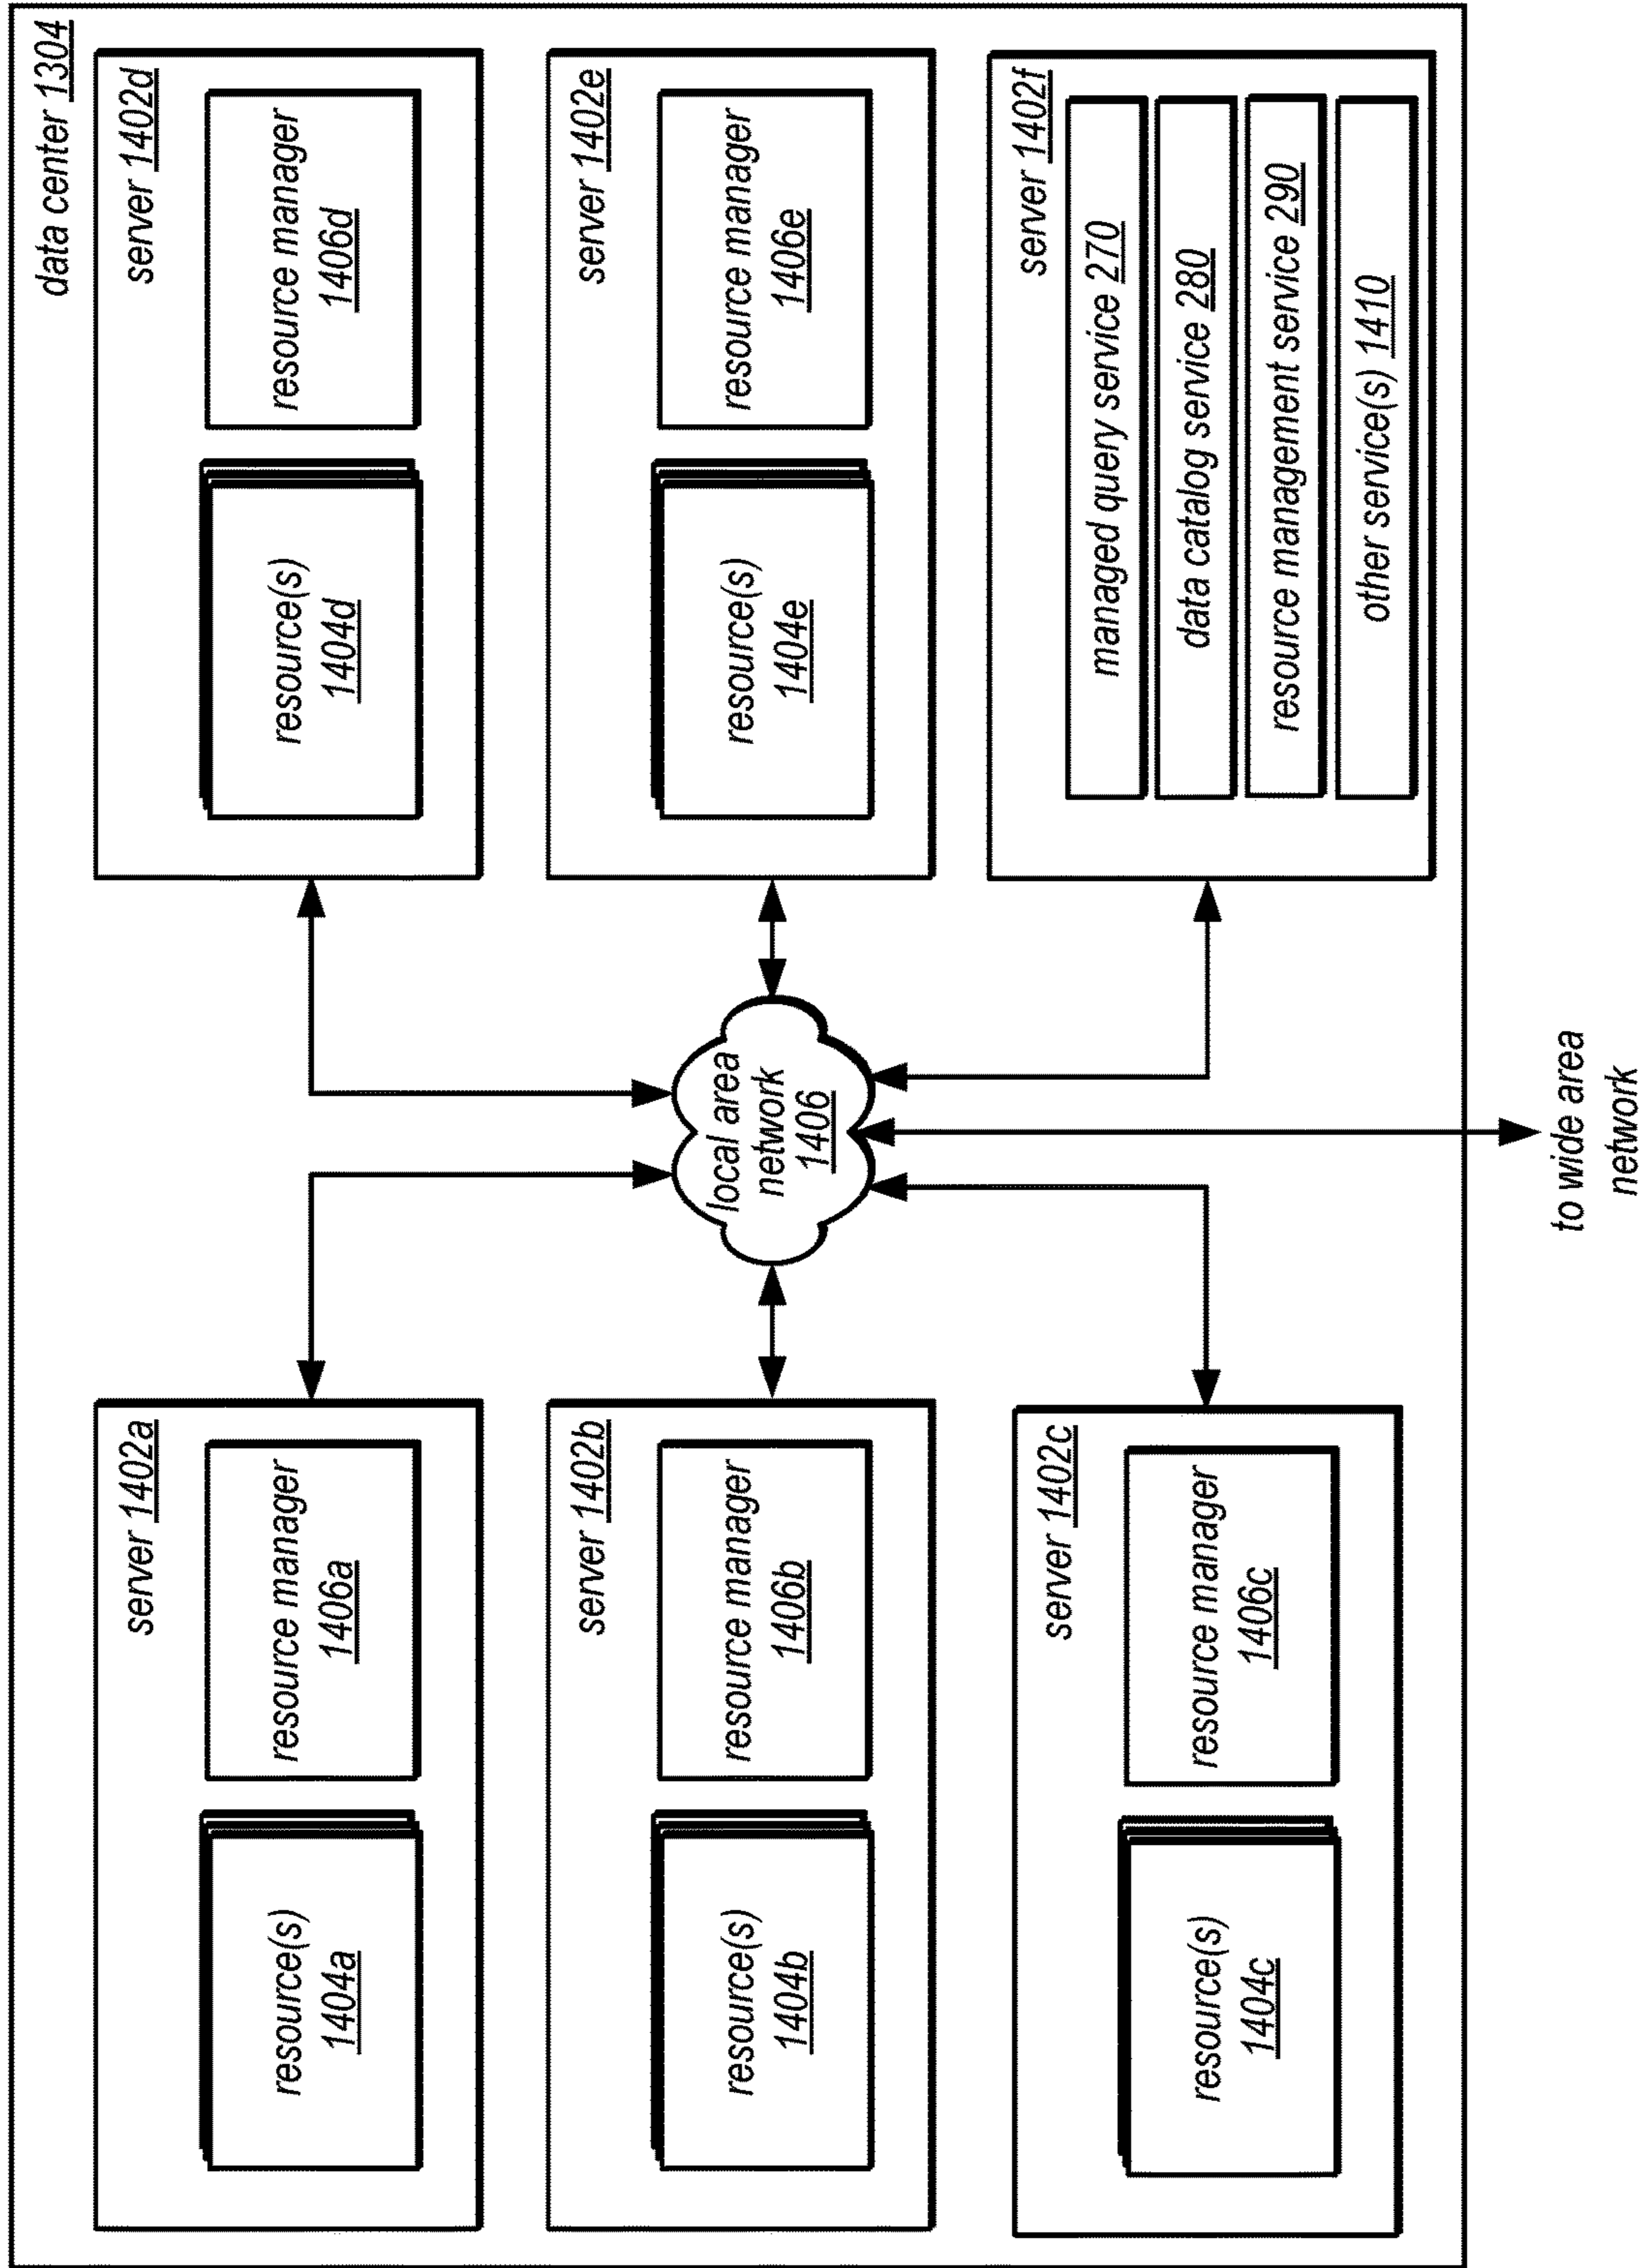 data center 1304
server 1402a
resource(s)
1404a
resource manager
1406a
server 1402b
resource(s)
1404b
resource manager
1406b
server 1402c
resource(s)
1404c
resource manager
1406c
local area
network
1406
server 1402d
resource(s)
1404d
resource manager
1406d
server 1402e
resource(s)
1404e
resource manager
1406e
server 1402f
managed query service 270
data catalog service 280
resource management service 290
other service(s) 1410
to wide area
network